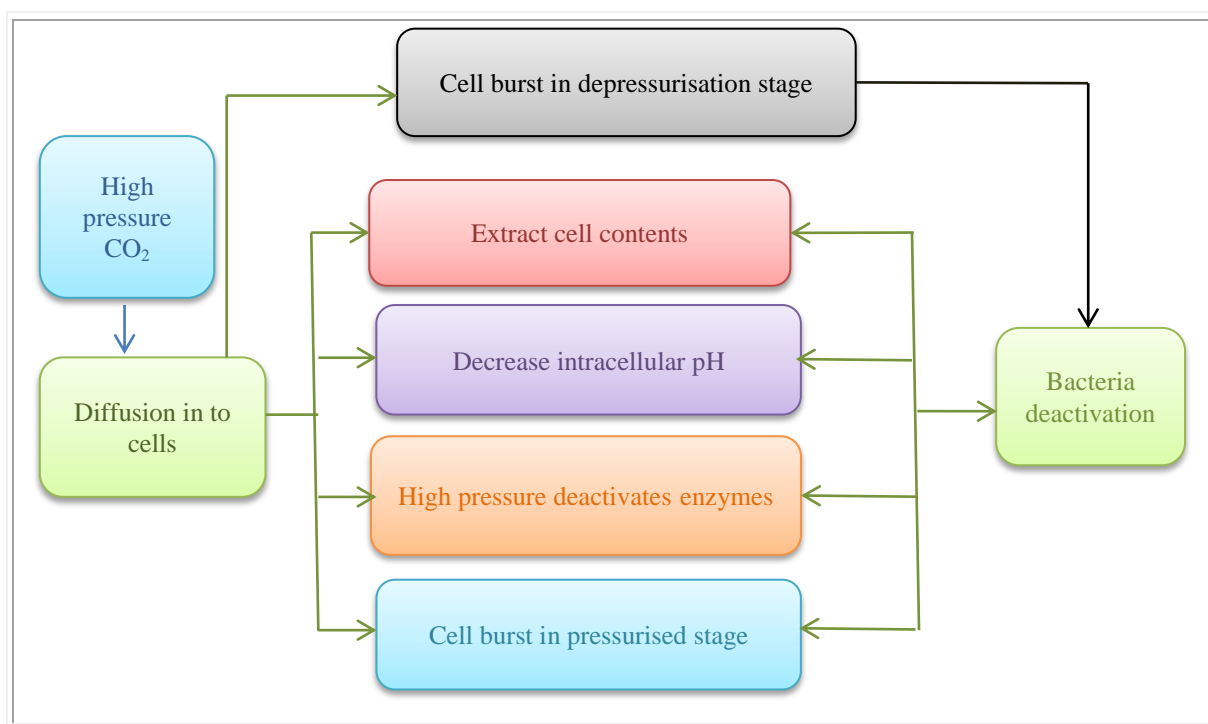 Cell burst in depressurisation stage
High
pressure
CO₂
Extract cell contents
Decrease intracellular pH
Diffusion in to
cells
Bacteria
deactivation
High pressure deactivates enzymes
Cell burst in pressurised stage